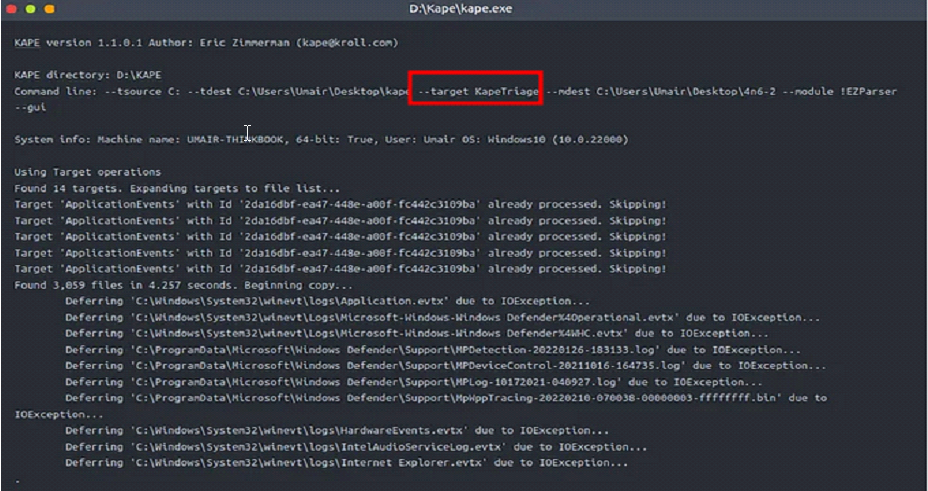 D:\Kape\kape.exe
KAPE version 1.1.0.1 Author: Eric Zimmerman (kape@kroll.com)
KAPE directory: D:\KAPE
Command line: --tsource C: --tdest C:\Users\Umair\Desktop\kape --target KapeTriage --mdest C:\Users\Umair\Desktop\4n6-2 --module !EZParser
--gui
System info: Machine name: UMAIR-THINKBOOK, 64-bit: True, User: Umair OS: Windows10 (10.0.22000)
Using Target operations
Found 14 targets. Expanding targets to file list...
Target 'ApplicationEvents' with Id '2da16dbf-ea47-448e-a00f-fc442c3109ba' already processed. Skipping!
Target 'ApplicationEvents' with Id '2da16dbf-ea47-448e-a00f-fc442c3109ba' already processed. Skipping!
Target 'ApplicationEvents' with Id '2da16dbf-ea47-448e-a00f-fc442c3109ba' already processed. Skipping!
Target 'ApplicationEvents' with Id '2da16dbf-ea47-448e-a00f-fc442c3109ba' already processed. Skipping!
Target 'ApplicationEvents' with Id '2da16dbf-ea47-448e-a00f-fc442c3109ba' already processed. Skipping!
Found 3,059 files in 4.257 seconds. Beginning copy...
Deferring 'C:\Windows\System32\winevt\logs\Application.evtx' due to IOException...
Deferring 'C:\Windows\System32\winevt\Logs\Microsoft-Windows-Windows Defender%4Operational.evtx' due to IOException...
Deferring 'C:\Windows\System32\winevt\Logs\Microsoft-Windows-Windows Defender%4WHC.evtx' due to IOException...
Deferring 'C:\ProgramData\Microsoft\Windows Defender\Support\MPDetection-20220126-183133.log' due to IOException...
Deferring 'C:\ProgramData\Microsoft\Windows Defender\Support\MPDeviceControl-20211016-164735.log' due to IOException...
Deferring 'C:\ProgramData\Microsoft\Windows Defender\Support\MPLog-10172021-040927.log' due to IOException...
Deferring 'C:\ProgramData\Microsoft\Windows Defender\Support\MpWppTracing-20220210-070038-00000003-ffffffff.bin' due to
IOException...
Deferring 'C:\Windows\System32\winevt\logs\HardwareEvents.evtx' due to IOException...
Deferring 'C:\Windows\System32\winevt\logs\IntelAudioServiceLog.evtx' due to IOException...
Deferring 'C:\Windows\System32\winevt\logs\Internet Explorer.evtx' due to IOException...